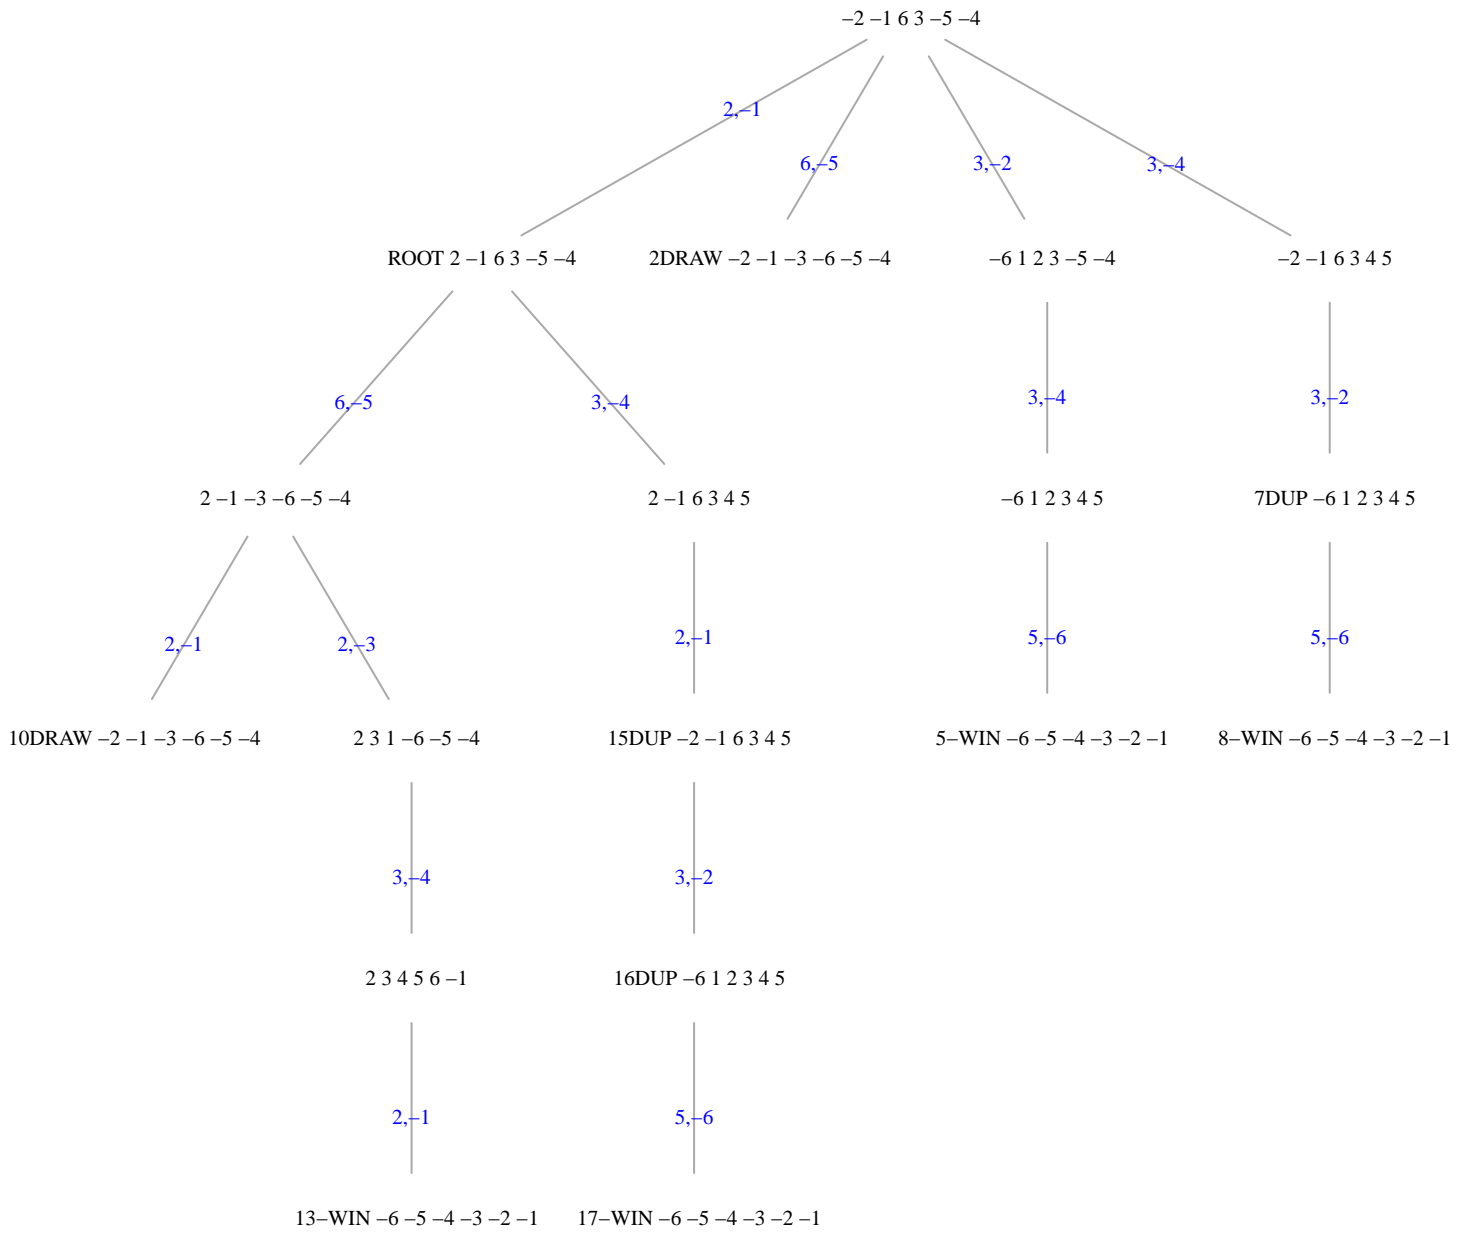 –2 –1 6 3 –5 –4
2,–1
6,–5
3,–2
3,–4
ROOT 2 –1 6 3 –5 –4
2DRAW –2 –1 –3 –6 –5 –4
–6 1 2 3 –5 –4
–2 –1 6 3 4 5
6,–5
3,–4
3,–4
3,–2
2 –1 –3 –6 –5 –4
2 –1 6 3 4 5
–6 1 2 3 4 5
7DUP –6 1 2 3 4 5
2,–1
2,–3
2,–1
5,–6
5,–6
10DRAW –2 –1 –3 –6 –5 –4
2 3 1 –6 –5 –4
15DUP –2 –1 6 3 4 5
5–WIN –6 –5 –4 –3 –2 –1
8–WIN –6 –5 –4 –3 –2 –1
3,–4
3,–2
2 3 4 5 6 –1
16DUP –6 1 2 3 4 5
2,–1
5,–6
13–WIN –6 –5 –4 –3 –2 –1
17–WIN –6 –5 –4 –3 –2 –1